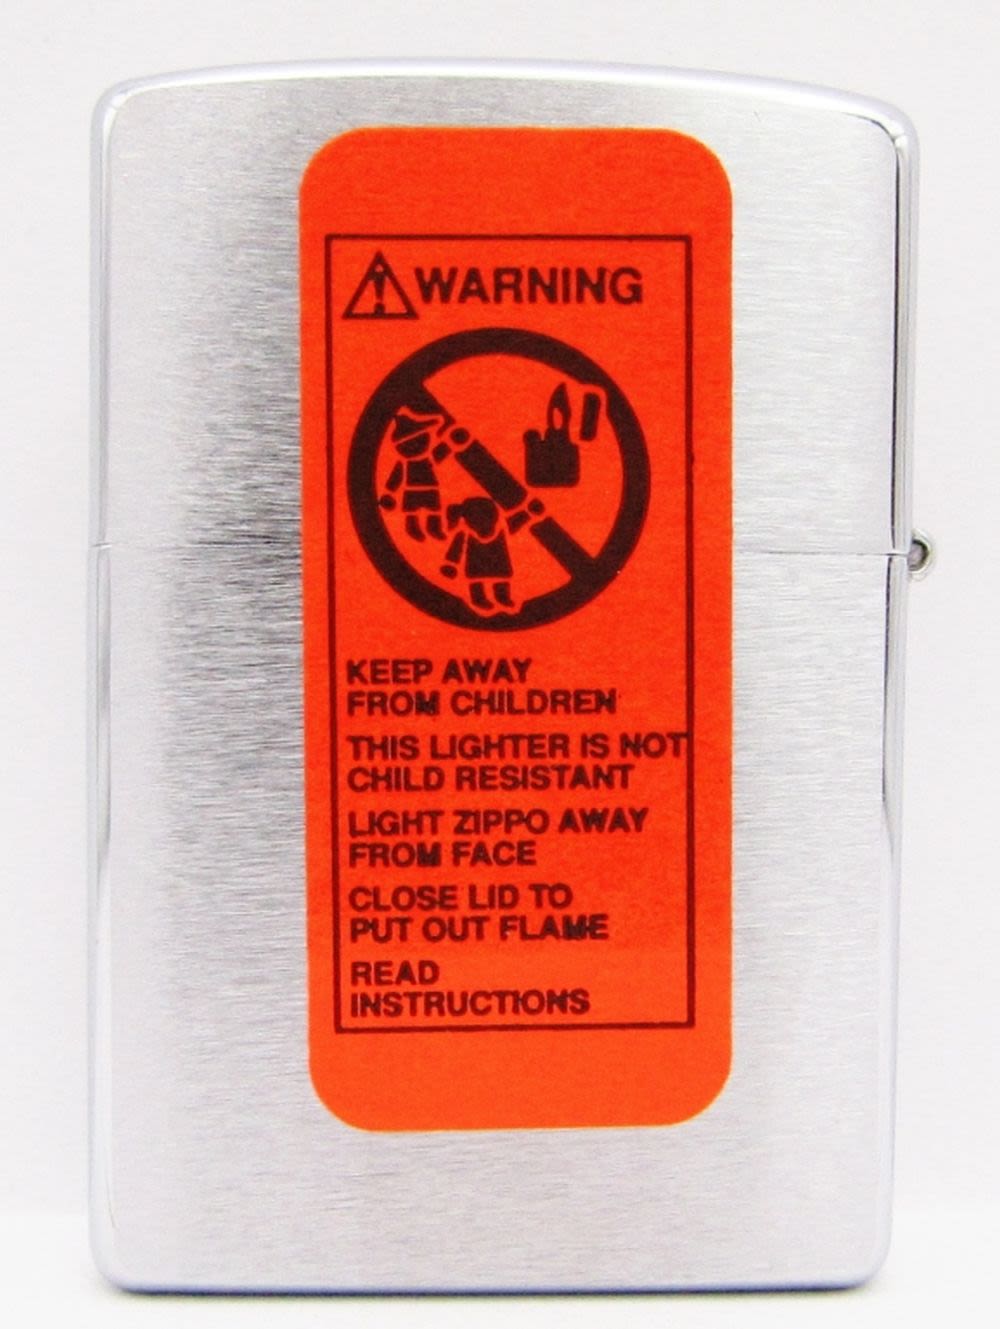 WARNING
KEEP AWAY
FROM CHILDREN
THIS LIGHTER IS NOT
CHILD RESISTANT
LIGHT ZIPPO AWAY
FROM FACE
CLOSE LID TO
PUT OUT FLAME
READ
INSTRUCTIONS